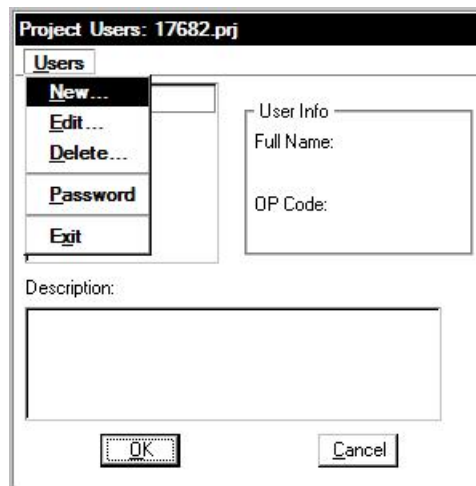 Project Users: 17682.prj
Users
New...
Edit...
Delete...
Password
Exit
User Info
Full Name:
OP Code:
Description:
OK
Cancel